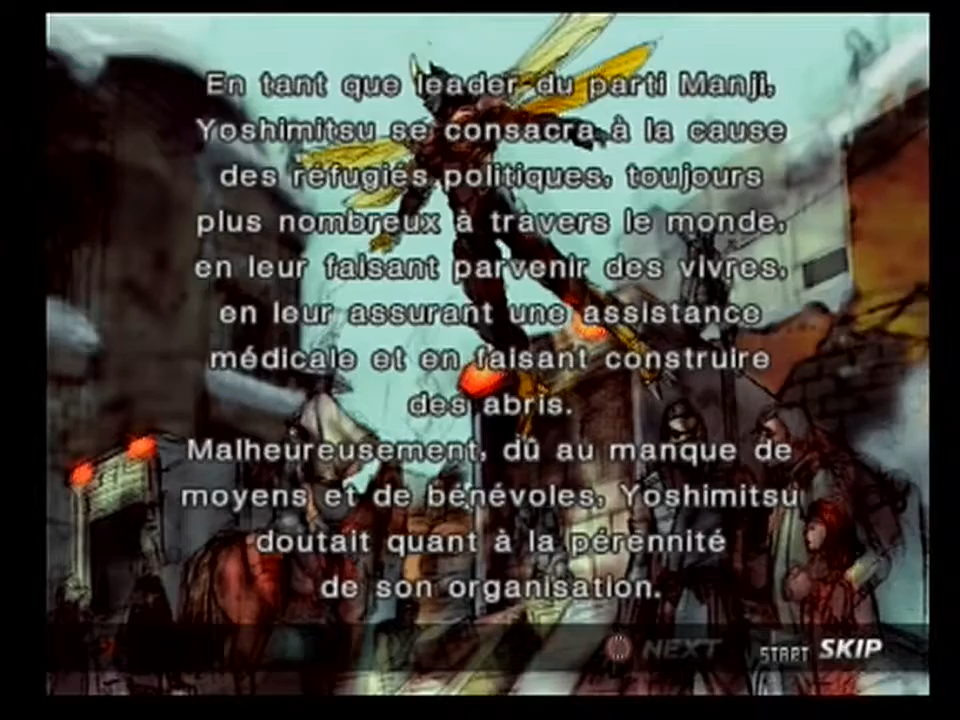 En tant que leader du parti Manji,
Yoshimitsu se consacra à la cause
des réfugiés politiques, toujours
plus nombreux à travers le monde,
en leur faisant parvenir des vivres,
en leur assurant une assistance
médicale et en faisant construire
des abris.
Malheureusement, dû au manque de
moyens et de bénévoles, Yoshimitsu
doutait quant à la pérennité
de son organisation.
NEXT START SKIP